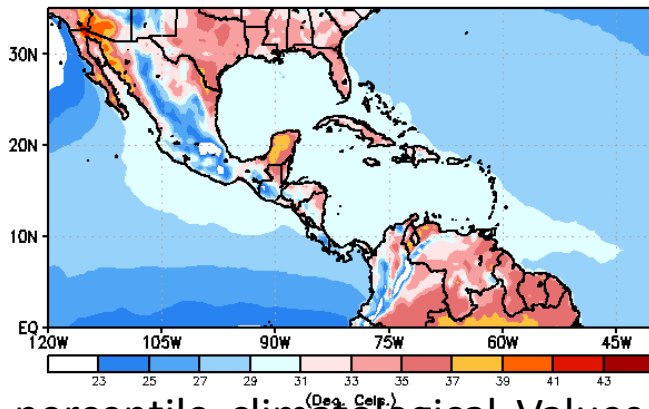 30N
20N
10N
EQ
120W 105W 90W 75W 60W 45W
23 25 27 29 31 33 35 37 39 41 43
(Deg. Cels.)
percentile climatological Values